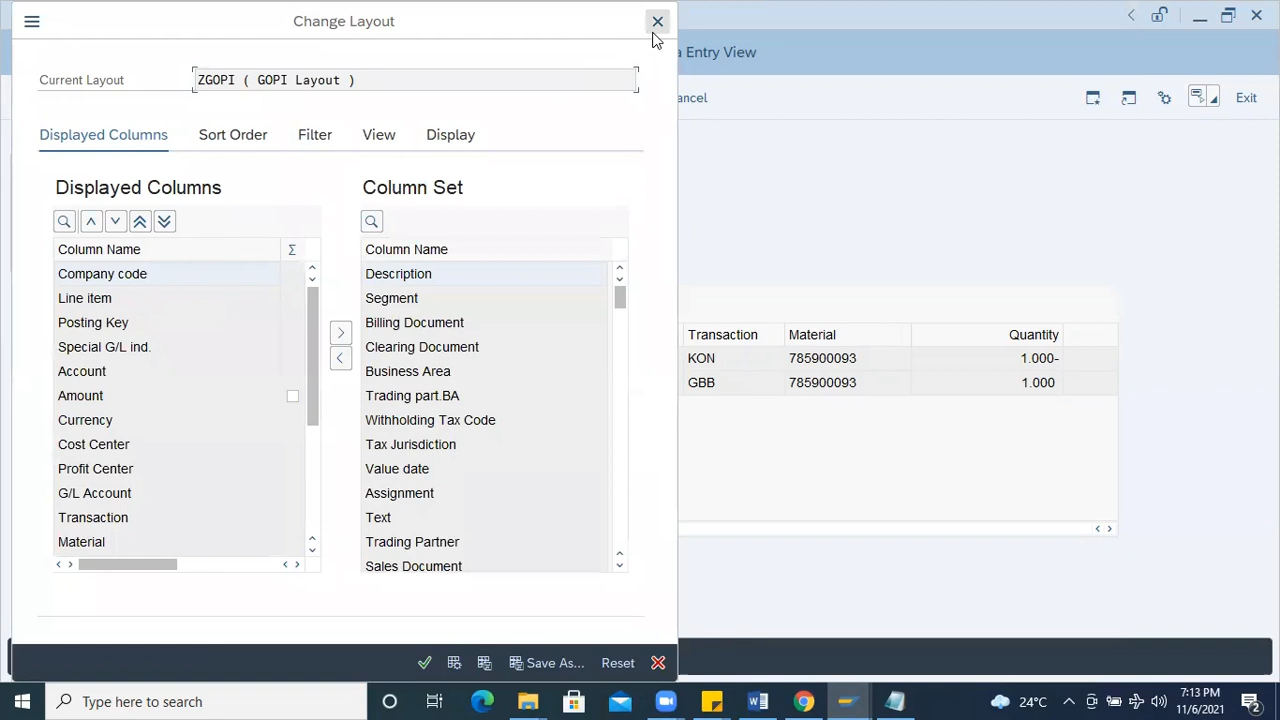 Change Layout
a Entry View
Current Layout
ZGOPI ( GOPI Layout )
ancel
Exit
Displayed Columns
Sort Order
Filter
View
Display
Displayed Columns
Column Name
Σ
Company code
Line item
Posting Key
Special G/L ind.
Account
Amount
Currency
Cost Center
Profit Center
G/L Account
Transaction
Material
Column Set
Column Name
Description
Segment
Billing Document
Clearing Document
Business Area
Trading part.BA
Withholding Tax Code
Tax Jurisdiction
Value date
Assignment
Text
Trading Partner
Sales Document
Transaction Material Quantity
KON 785900093 1.000-
GBB 785900093 1.000
Save As...
Reset
Type here to search
24°C
7:13 PM
11/6/2021
2